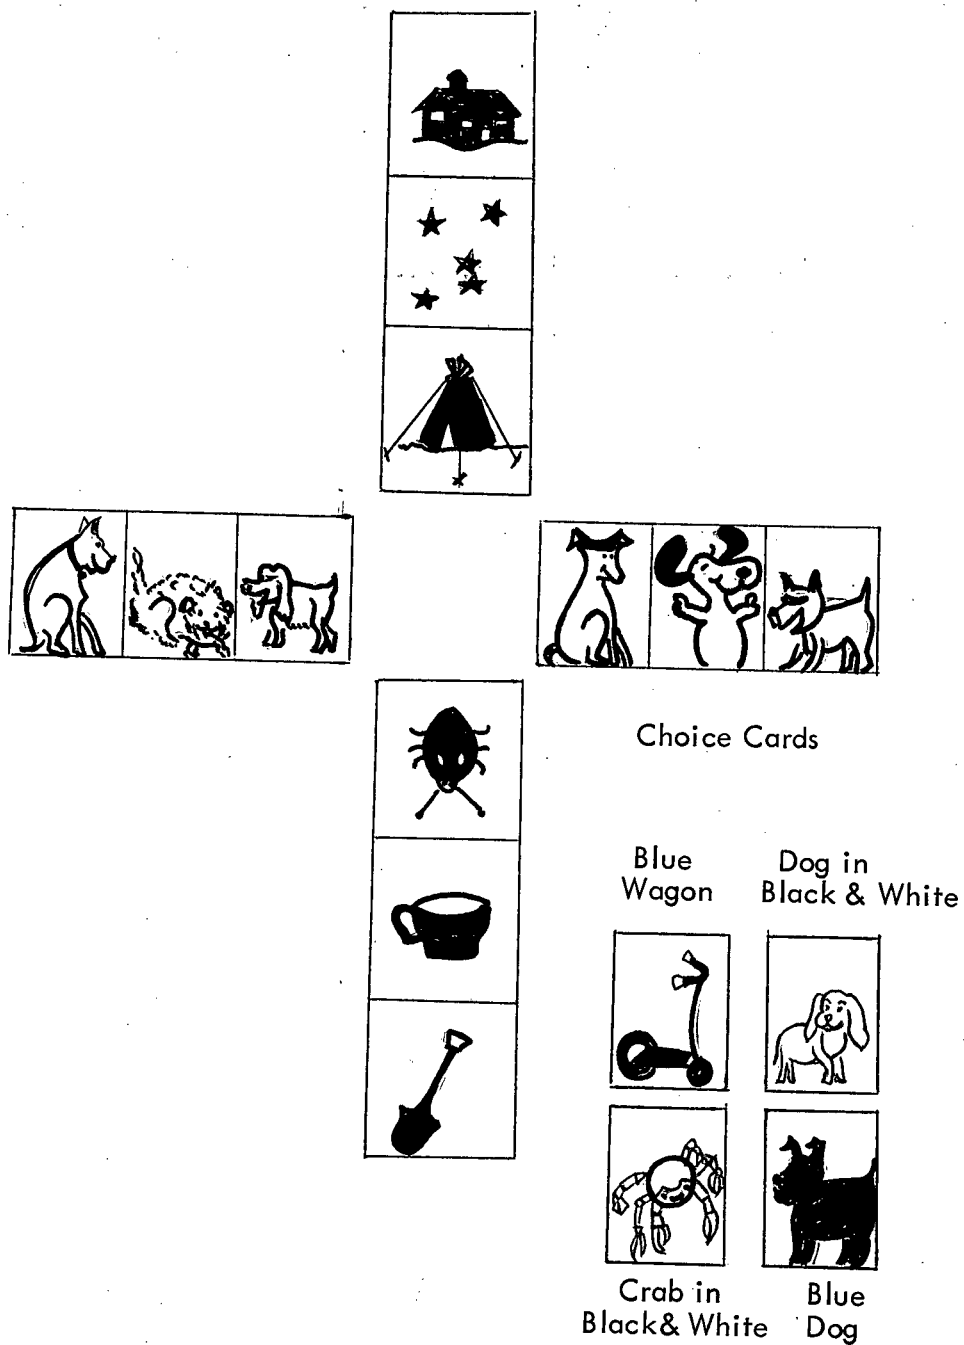 Choice Cards
Blue
Wagon
Dog in
Black & White
Crab in
Black& White
Blue
Dog